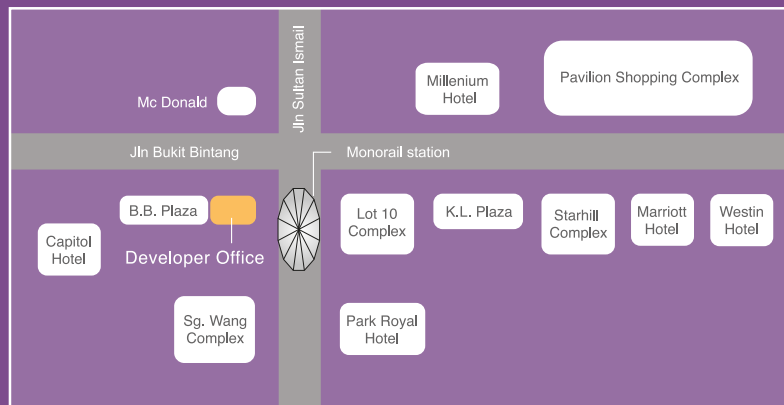 Jln Sultan Ismail
Millenium
Hotel
Pavilion Shopping Complex
Mc Donald
Jln Bukit Bintang
Monorail station
B.B. Plaza
Lot 10
Complex
K.L. Plaza
Starhill
Complex
Marriott
Hotel
Westin
Hotel
Capitol
Hotel
Developer Office
Sg. Wang
Complex
Park Royal
Hotel